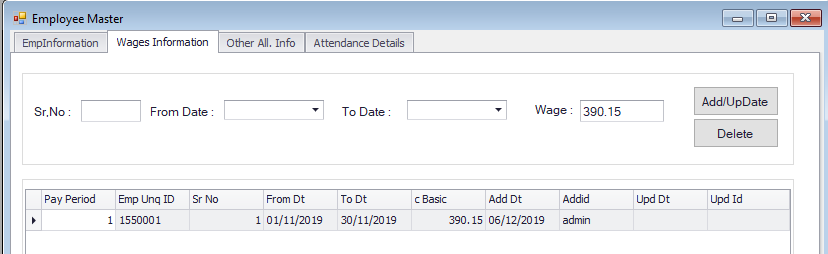 Employee Master
EmpInformation Wages Information Other All. Info Attendance Details
Sr,No : From Date : To Date : Wage : 390.15 Add/UpDate
Delete
Pay Period Emp Unq ID Sr No From Dt To Dt c Basic Add Dt Addid Upd Dt Upd Id
1 1550001 1 01/11/2019 30/11/2019 390.15 06/12/2019 admin